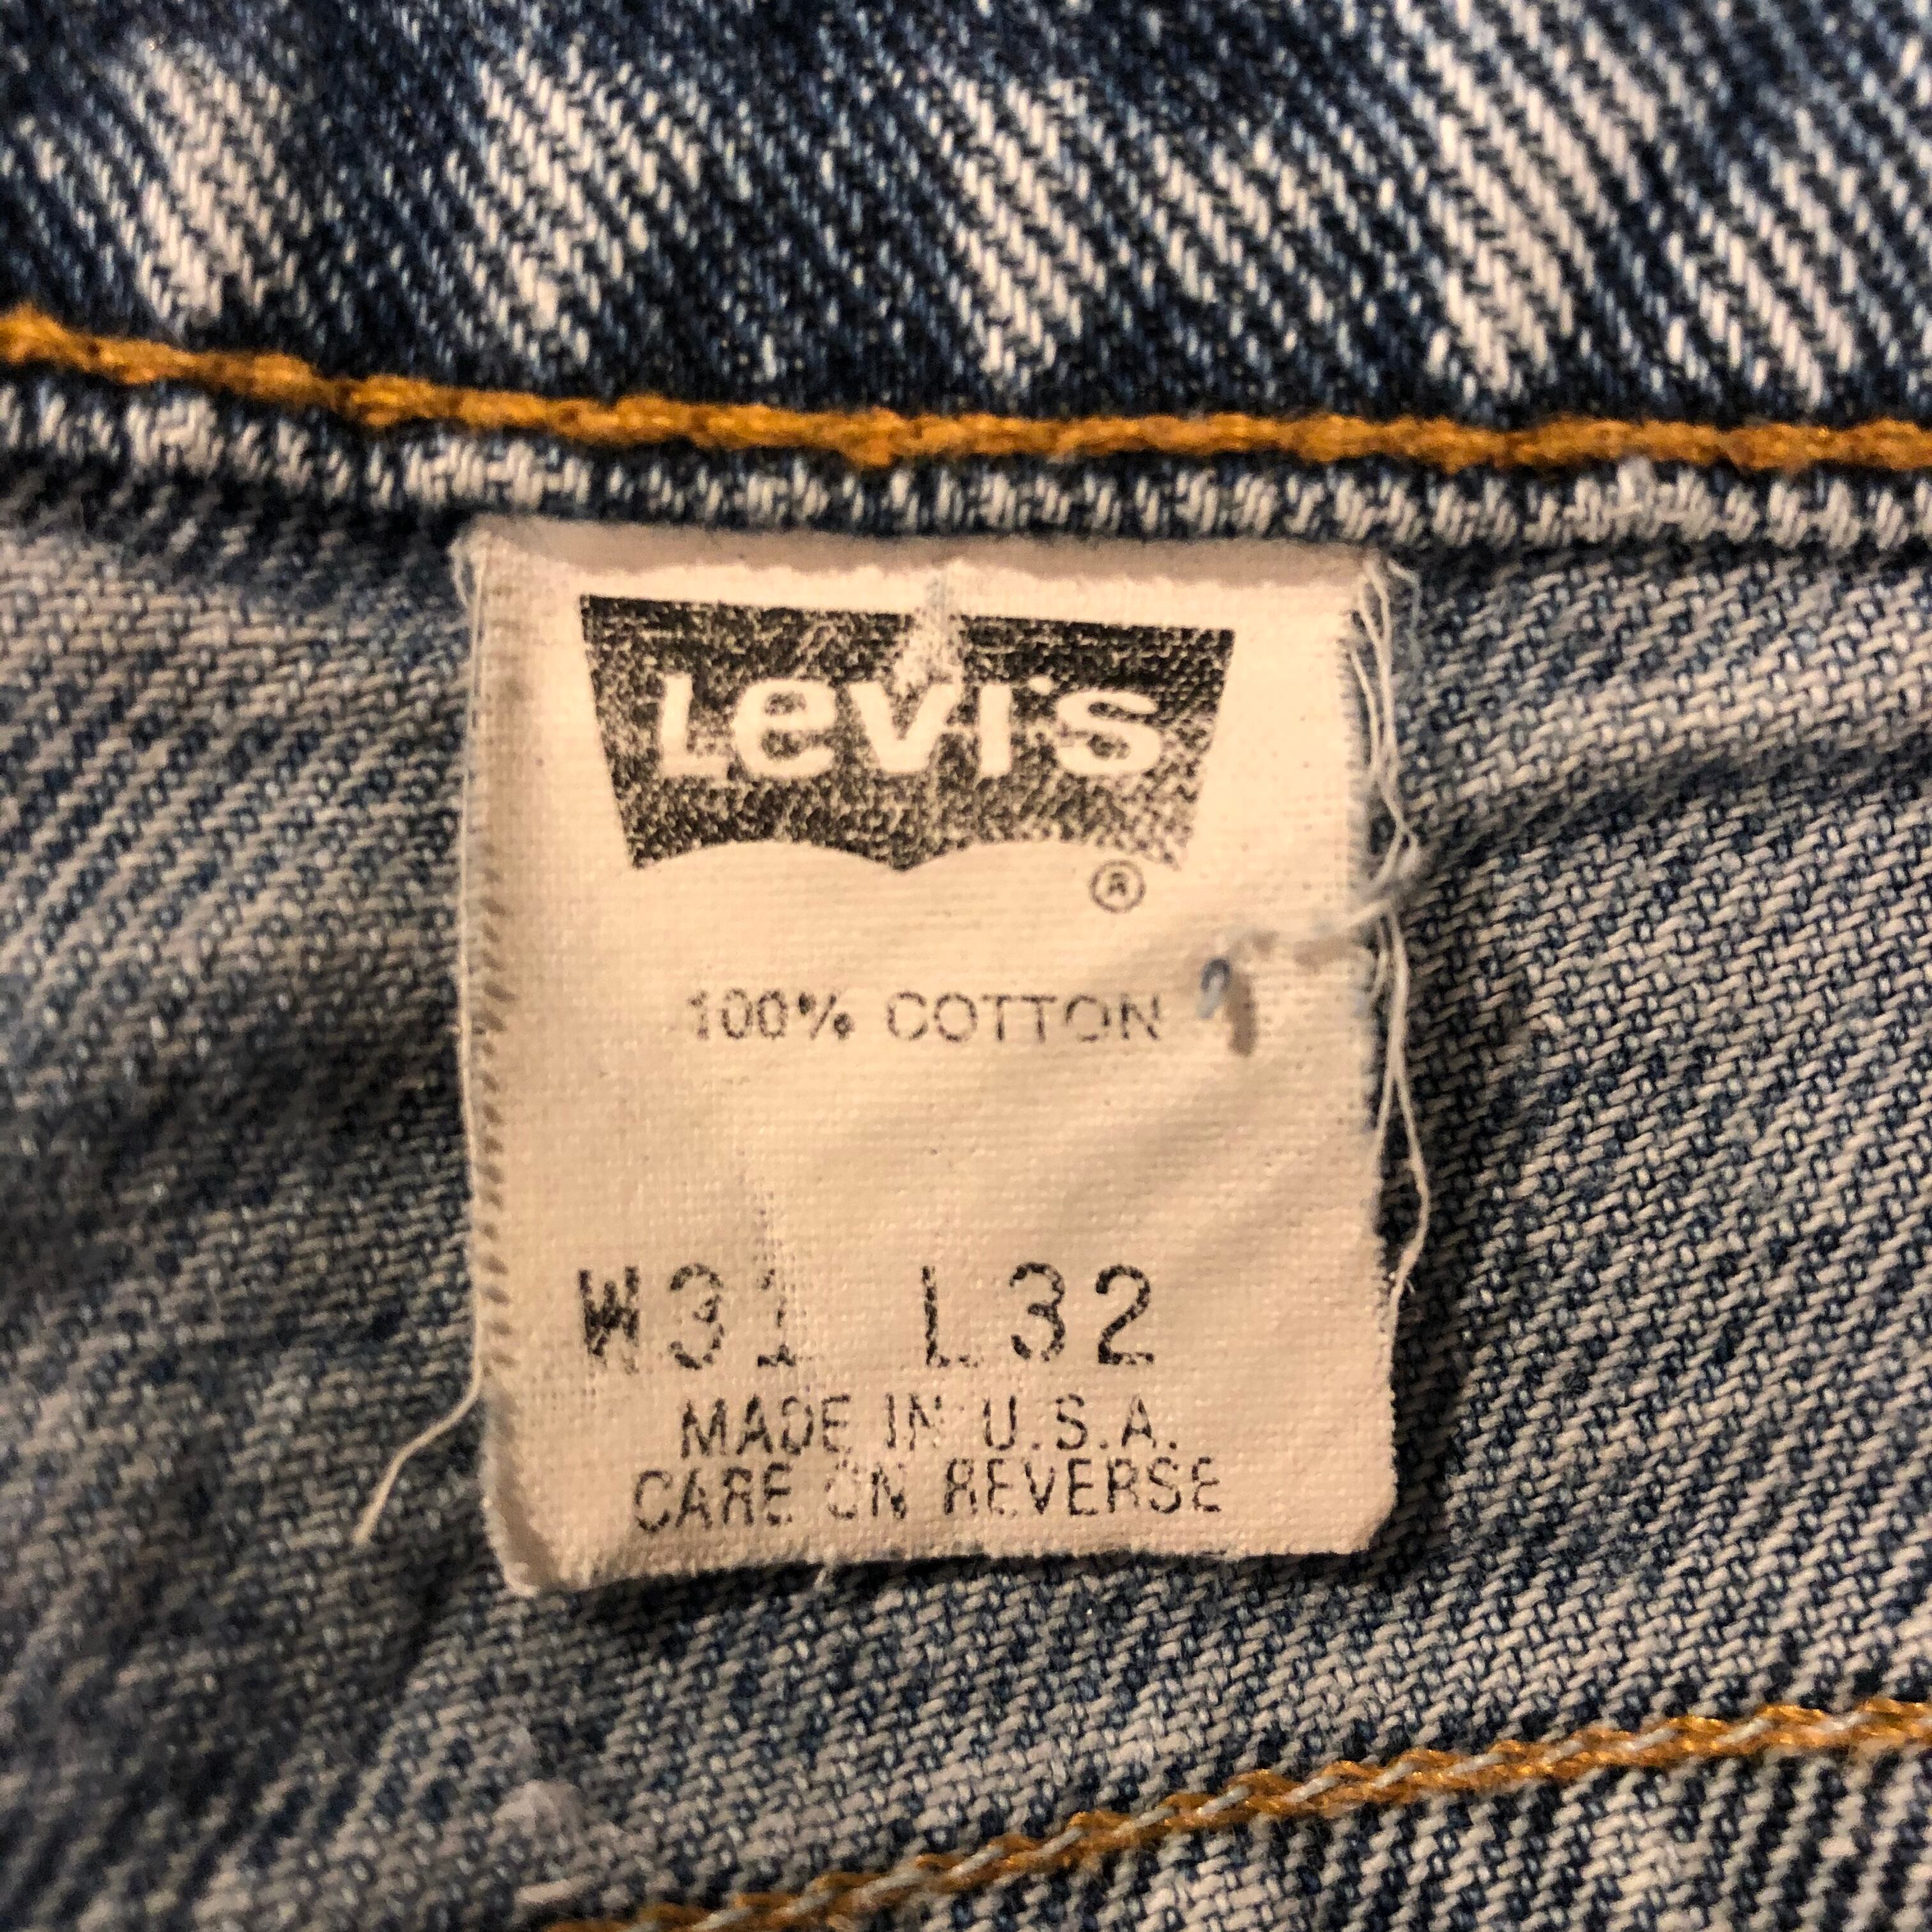 Levi's
®
100% COTTON
W31 L32
MADE IN U.S.A.
CARE ON REVERSE